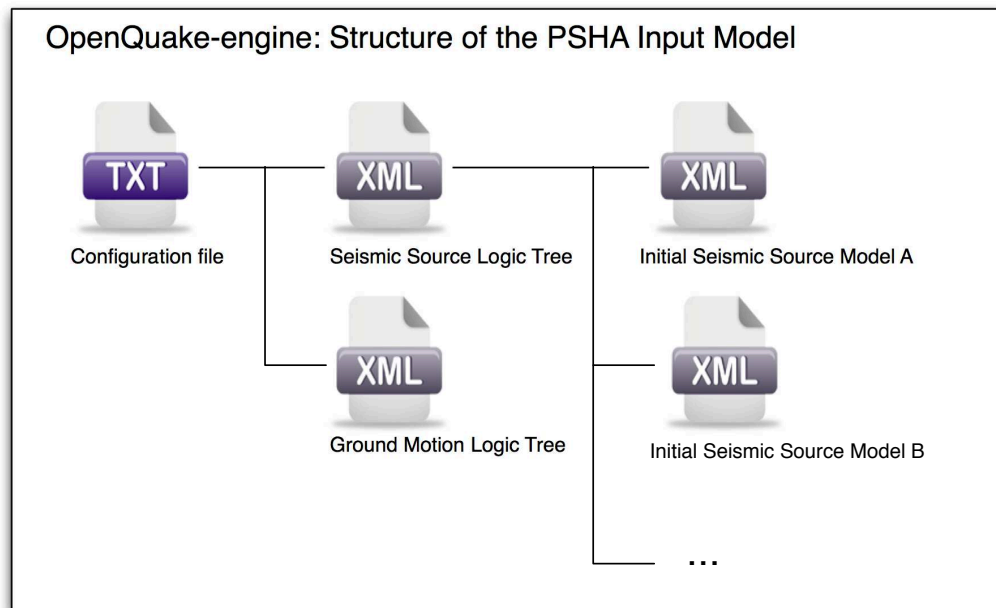 OpenQuake-engine: Structure of the PSHA Input Model
TXT
XML
XML
Configuration file
Seismic Source Logic Tree
Initial Seismic Source Model A
XML
XML
Ground Motion Logic Tree
Initial Seismic Source Model B
...